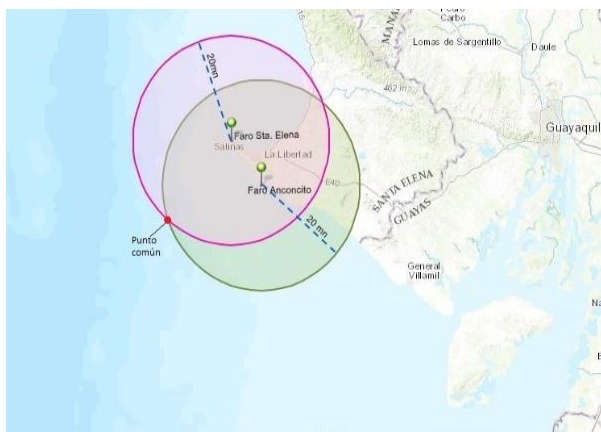 MANA
Pedro
Carbo
Lomas de Sargentillo
Daule
20mn
462 m
Guayaquil
Faro Sta. Elena
Salinas
La Libertad
640
SANTA ELENA
GUAYAS
Faro Anconcito
20 mn
Punto
común
General
Villamil
Na